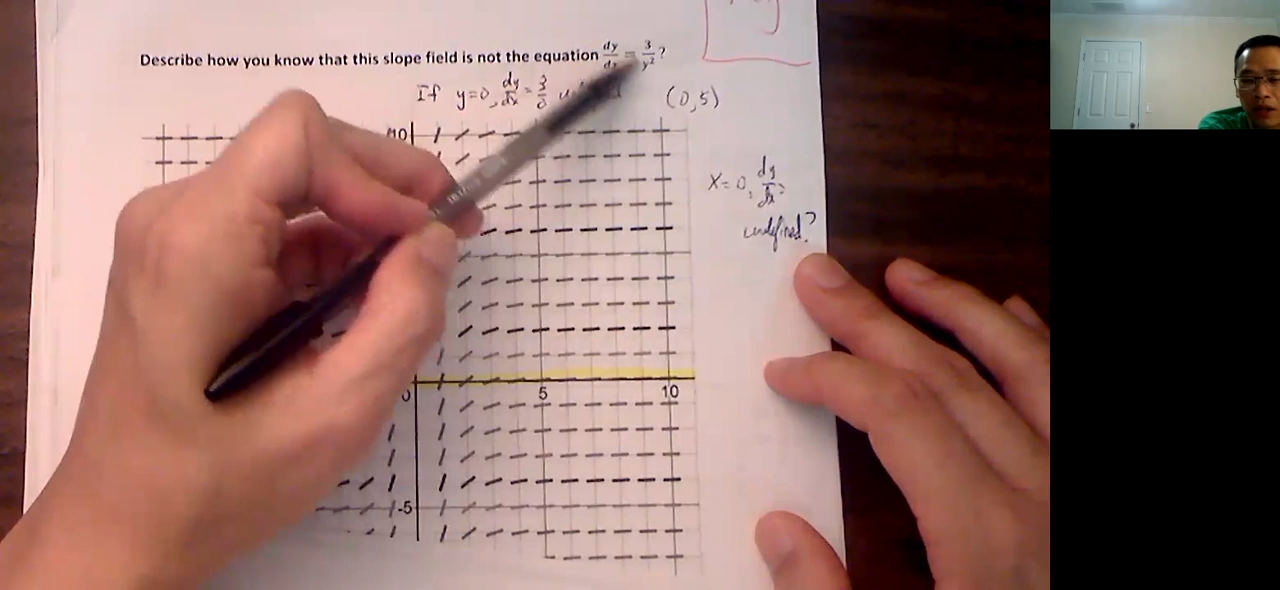 Describe how you know that this slope field is not the equation dy/dx = 3/y² ?
If y=0, dy/dx = 3/0
(0,5)
10
x=0, dy/dx
undefined?
0 5 10
-5